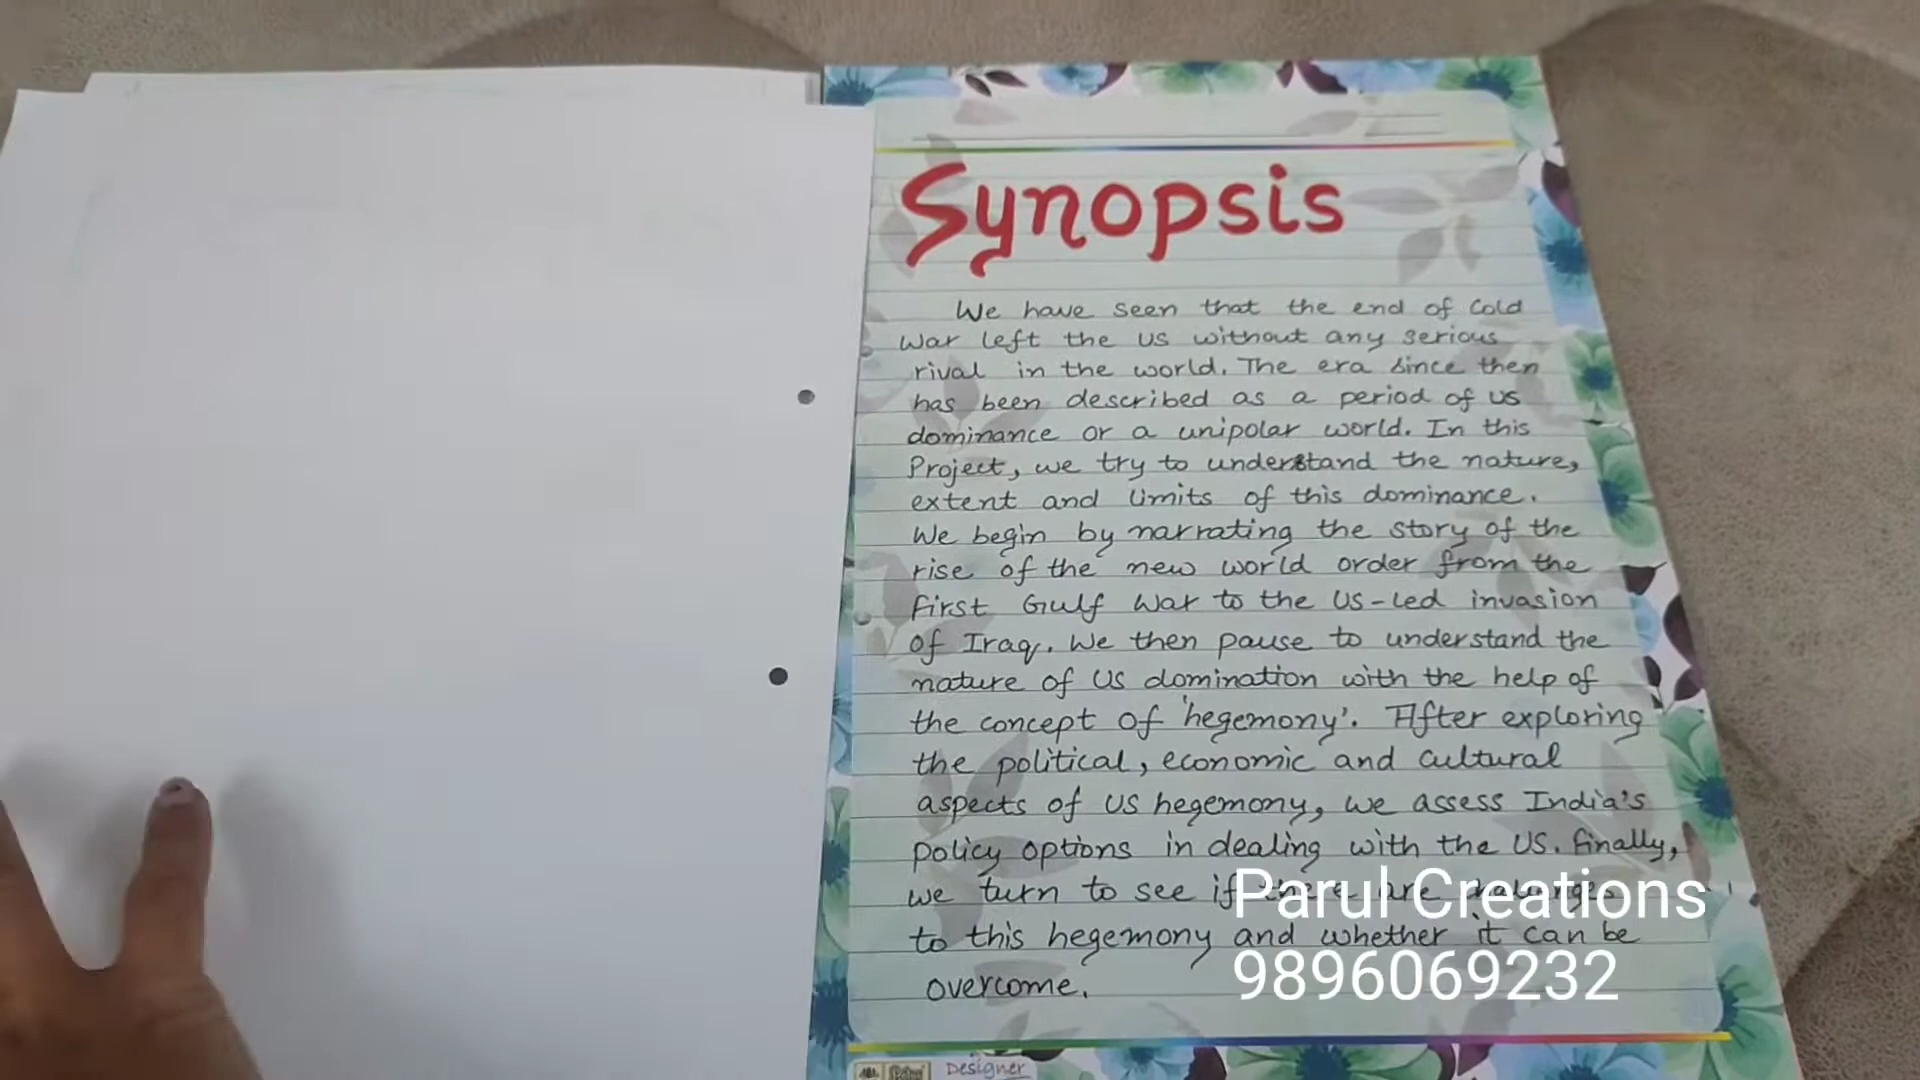 Synopsis
We have seen that the end of Cold
War left the US without any serious
rival in the world. The era since then
has been described as a period of US
dominance or a unipolar world. In this
Project, we try to understand the nature,
extent and limits of this dominance.
We begin by narrating the story of the
rise of the new world order from the
First Gulf War to the US-led invasion
of Iraq. We then pause to understand the
nature of US domination with the help of
the concept of 'hegemony'. After exploring
the political, economic and cultural
aspects of US hegemony, we assess India's
policy options in dealing with the US. Finally,
we turn to see if there are challenges
to this hegemony and whether it can be
overcome.
Parul Creations
9896069232
Designer